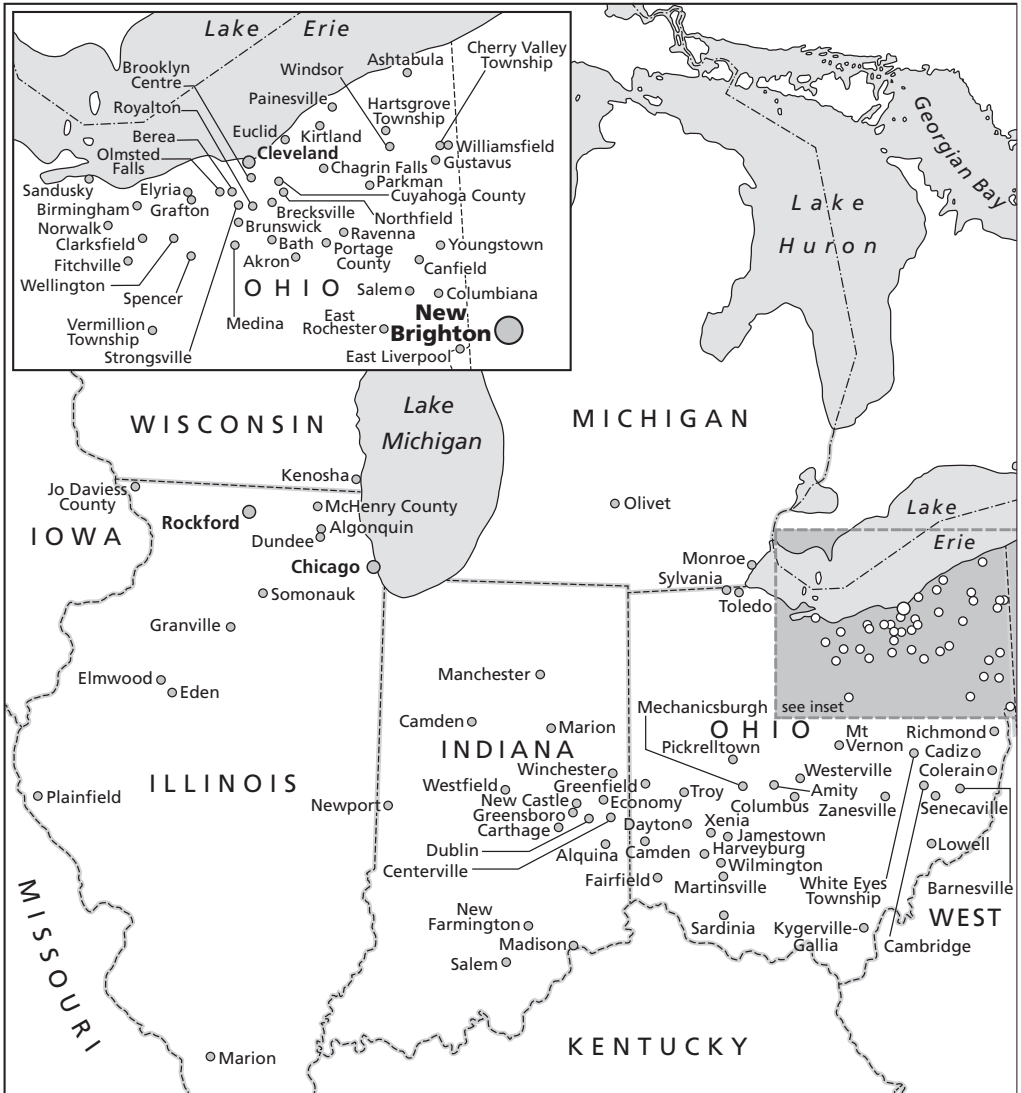 Lake Erie
Cherry Valley
Township
Brooklyn
Centre
Windsor
Ashtabula
Royalton
Painesville
Hartsgrove
Township
Berea
Euclid
Kirtland
Williamsfield
Olmsted
Falls
Cleveland
Gustavus
Chagrin Falls
Sandusky
Elyria
Parkman
Cuyahoga County
Birmingham
Grafton
Brecksville
Northfield
Norwalk
Brunswick
Ravenna
Clarksfield
Bath
Portage
County
Youngstown
Fitchville
Akron
Canfield
Wellington
OHIO
Salem
Columbiana
Spencer
Medina
East
Rochester
New
Brighton
Vermillion
Township
Strongsville
East Liverpool
Georgian Bay
Lake
Huron
WISCONSIN
Lake
Michigan
MICHIGAN
Kenosha
Jo Daviess
County
McHenry County
Olivet
Rockford
Algonquin
Lake
Erie
IOWA
Dundee
Chicago
Monroe
Sylvania
Toledo
Somonauk
Granville
Elmwood
Eden
Manchester
Mechanicsburgh
see inset
Camden
Marion
OHIO
Mt
Vernon
Richmond
INDIANA
Pickrelltown
Cadiz
ILLINOIS
Winchester
Westerville
Colerain
Plainfield
Newport
Westfield
Greenfield
Amity
New Castle
Economy
Troy
Columbus
Zanesville
Senecaville
Greensboro
Xenia
Carthage
Dayton
Jamestown
Dublin
Alquina
Camden
Harveyburg
Lowell
Centerville
Wilmington
Fairfield
Martinsville
White Eyes
Township
Barnesville
MISSOURI
New
Farmington
Sardinia
Kygerville-
Gallia
WEST
Madison
Cambridge
Salem
KENTUCKY
Marion